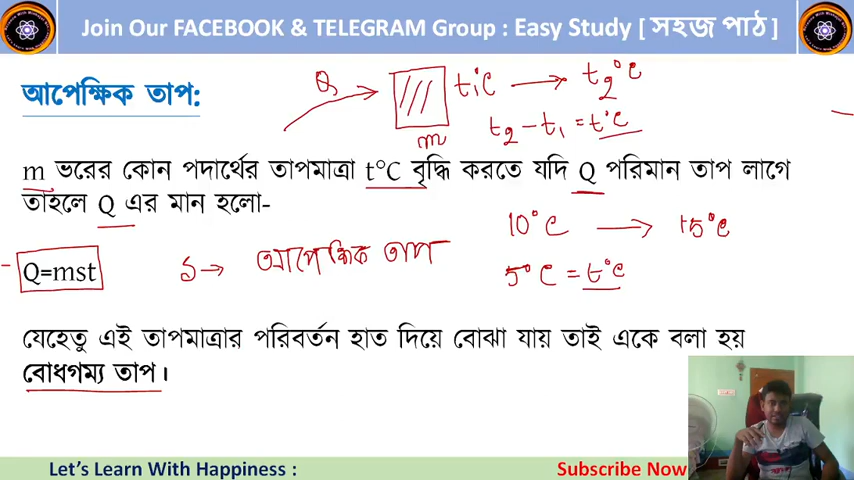 Join Our FACEBOOK & TELEGRAM Group : Easy Study [ সহজ পাঠ ]
আপেক্ষিক তাপ:
Q
t₁°C → t₂°C
m
t₂ - t₁ = t°C
m ভরের কোন পদার্থের তাপমাত্রা t°C বৃদ্ধি করতে যদি Q পরিমান তাপ লাগে
তাহলে Q এর মান হলো-
10°C → 15°C
Q=mst
s → আপেক্ষিক তাপ
5°C = t°C
যেহেতু এই তাপমাত্রার পরিবর্তন হাত দিয়ে বোঝা যায় তাই একে বলা হয়
বোধগম্য তাপ।
Let's Learn With Happiness :
Subscribe Now